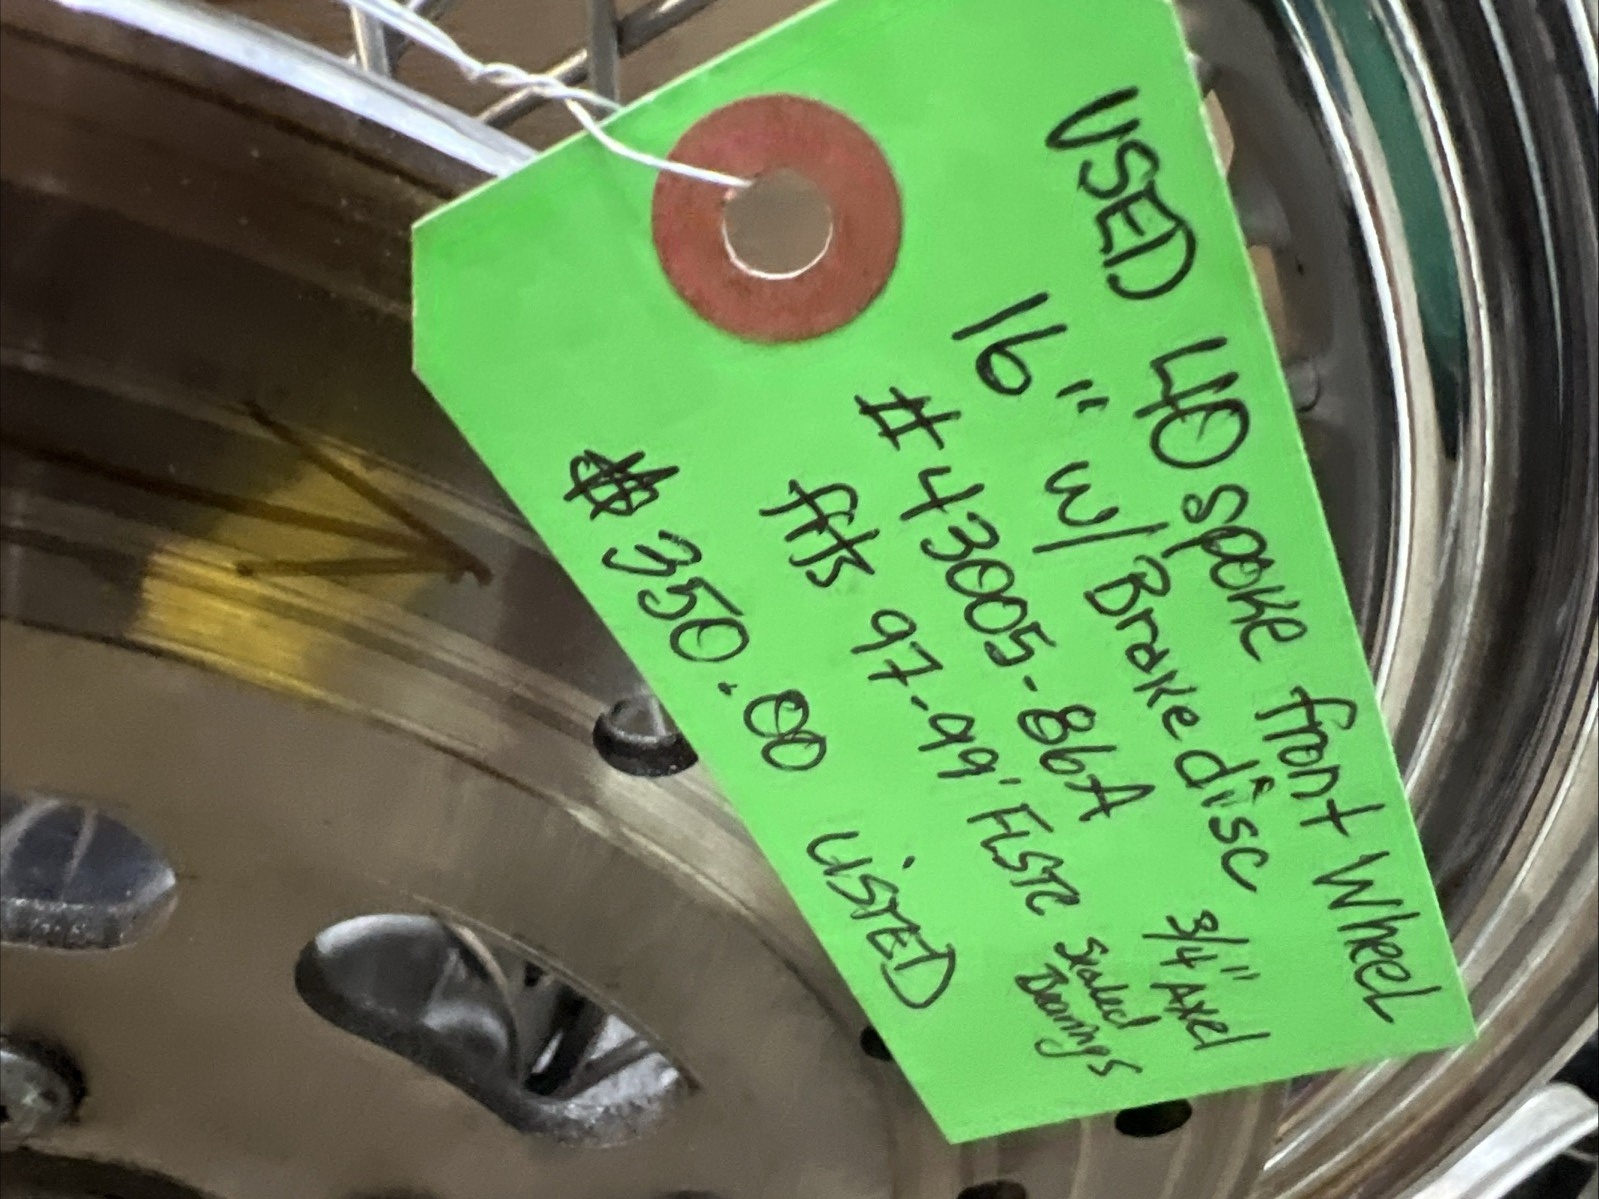 USED 40 spoke front wheel
16" w/ Brake disc
3/4" Axel
#43005-86A
fits 97-99' FLSTC
Sealed
Bearings
$350.00 LiSTED